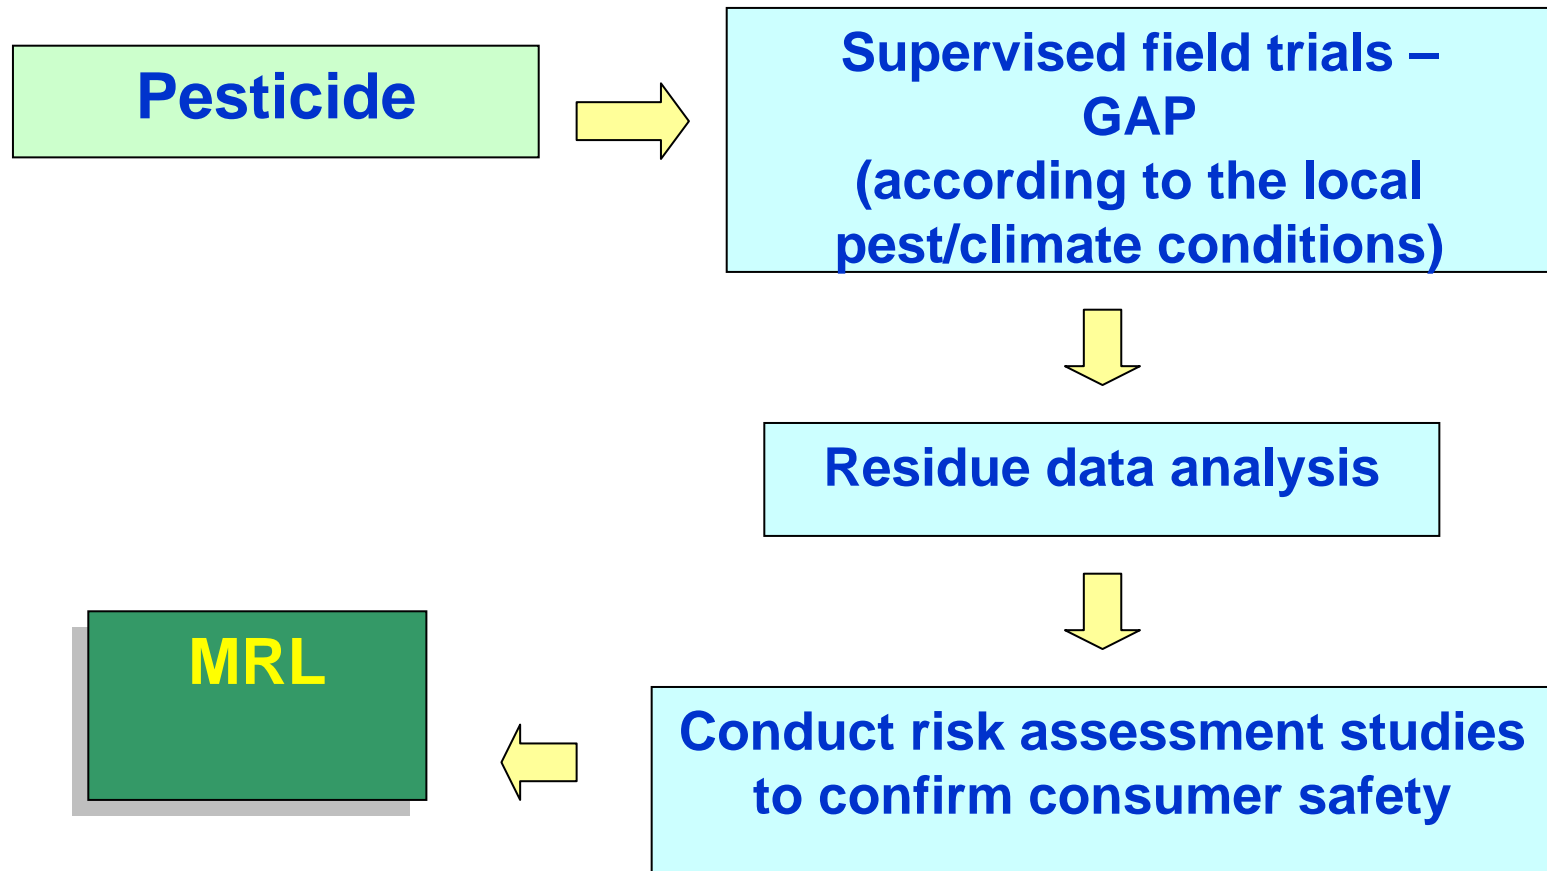 Pesticide
Supervised field trials –
GAP
(according to the local
pest/climate conditions)
Residue data analysis
MRL
Conduct risk assessment studies
to confirm consumer safety